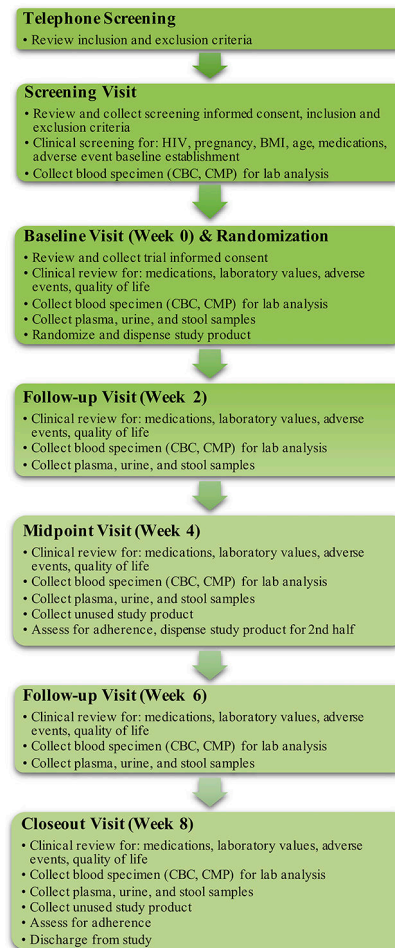 Telephone Screening
• Review inclusion and exclusion criteria
Screening Visit
• Review and collect screening informed consent, inclusion and
exclusion criteria
• Clinical screening for: HIV, pregnancy, BMI, age, medications,
adverse event baseline establishment
• Collect blood specimen (CBC, CMP) for lab analysis
Baseline Visit (Week 0) & Randomization
• Review and collect trial informed consent
• Clinical review for: medications, laboratory values, adverse
events, quality of life
• Collect blood specimen (CBC, CMP) for lab analysis
• Collect plasma, urine, and stool samples
• Randomize and dispense study product
Follow-up Visit (Week 2)
• Clinical review for: medications, laboratory values, adverse
events, quality of life
• Collect blood specimen (CBC, CMP) for lab analysis
• Collect plasma, urine, and stool samples
Midpoint Visit (Week 4)
• Clinical review for: medications, laboratory values, adverse
events, quality of life
• Collect blood specimen (CBC, CMP) for lab analysis
• Collect plasma, urine, and stool samples
• Collect unused study product
• Assess for adherence, dispense study product for 2nd half
Follow-up Visit (Week 6)
• Clinical review for: medications, laboratory values, adverse
events, quality of life
• Collect blood specimen (CBC, CMP) for lab analysis
• Collect plasma, urine, and stool samples
Closeout Visit (Week 8)
• Clinical review for: medications, laboratory values, adverse
events, quality of life
• Collect blood specimen (CBC, CMP) for lab analysis
• Collect plasma, urine, and stool samples
• Collect unused study product
• Assess for adherence
• Discharge from study